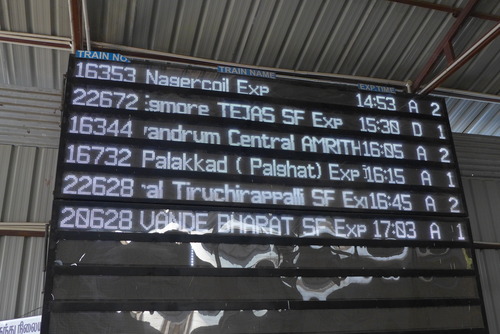 TRAIN NO. TRAIN NAME EXP.TIME
16353 Nagercoil Exp 14:53 A 2
22672 :gmore TEJAS SF Exp 15:30 D 1
16344 andrum Central AMRITH 16:05 A 2
16732 Palakkad ( Palghat) Exp 16:15 A 1
22628 al Tiruchirappalli SF Ex 16:45 A 2
20628 VANDE BHARAT SF Exp 17:03 A 1
நிலை